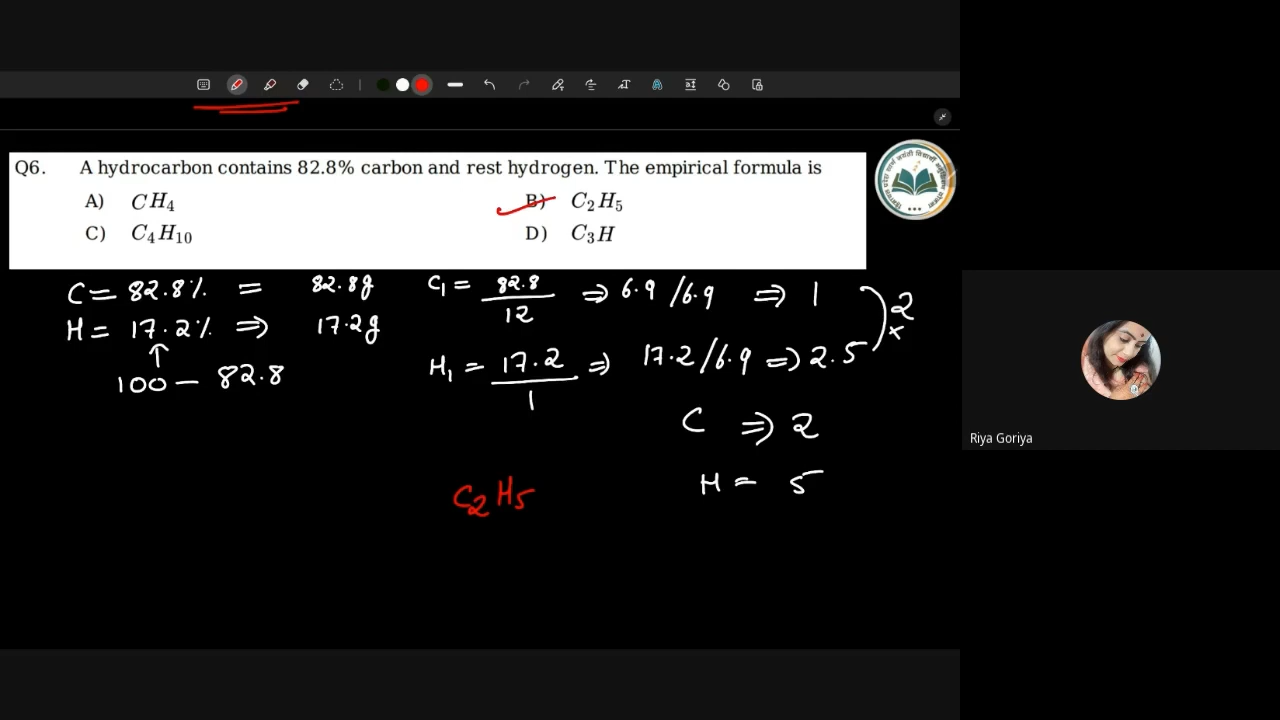 Q6. A hydrocarbon contains 82.8% carbon and rest hydrogen. The empirical formula is
A) CH₄ B) C₂H₅
C) C₄H₁₀ D) C₃H
C = 82.8% = 82.8g C₁ = 82.8/12 ⇒ 6.9/6.9 ⇒ 1
H = 17.2% ⇒ 17.2g H₁ = 17.2/1 ⇒ 17.2/6.9 ⇒ 2.5 ) 2 ×
↑
100 - 82.8
C ⇒ 2
H = 5
C₂H₅
Riya Goriya